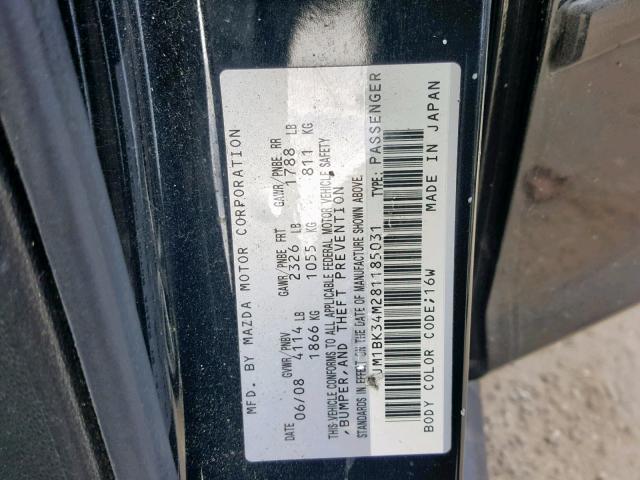 MFD. BY MAZDA MOTOR CORPORATION
DATE GVWR/PNBV GAWR/PNBE FRT GAWR/PNBE RR
06/08 4114 LB 2326 LB 1788 LB
1866 KG 1055 KG 811 KG
THIS VEHICLE CONFORMS TO ALL APPLICABLE FEDERAL MOTOR VEHICLE SAFETY
,BUMPER,AND THEFT PREVENTION,
STANDARDS IN EFFECT ON THE DATE OF MANUFACTURE SHOWN ABOVE.
JM1BK34M281185031 TYPE: PASSENGER
BODY COLOR CODE;16W MADE IN JAPAN